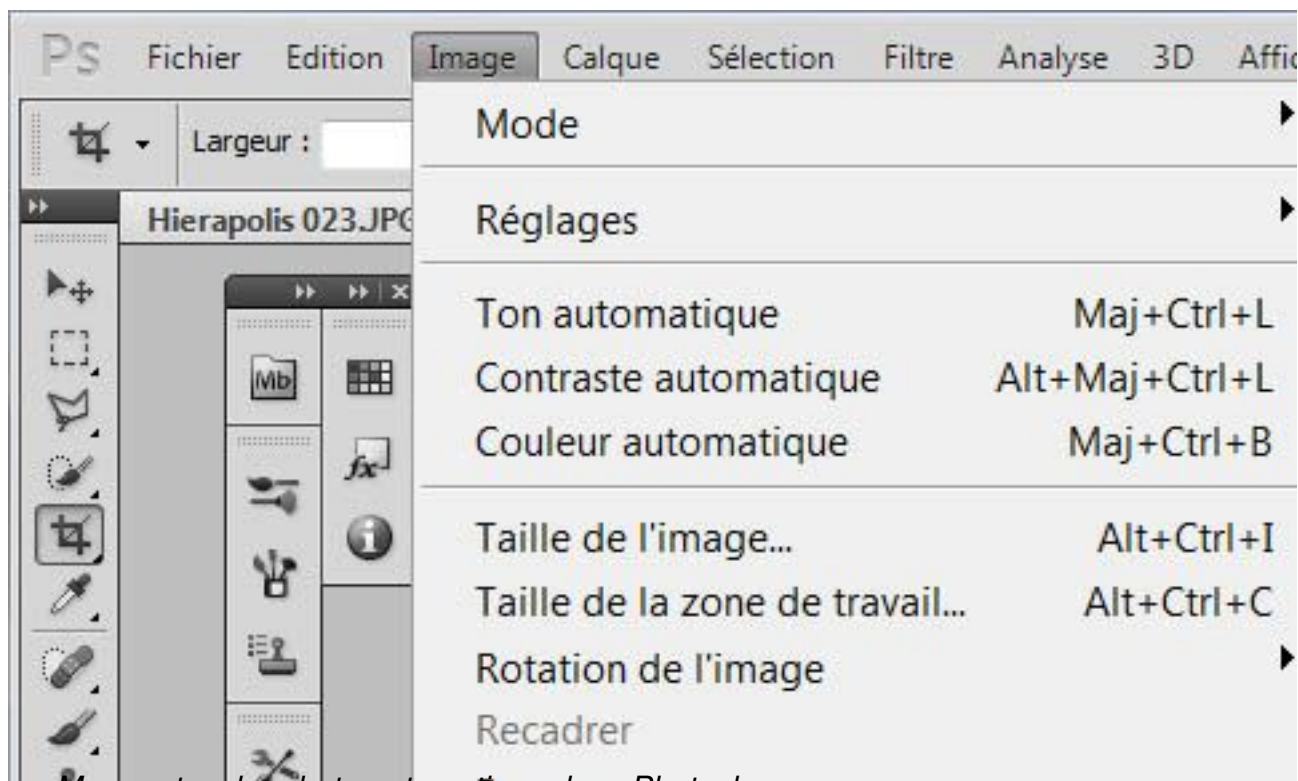 Ps Fichier Edition Image Calque Sélection Filtre Analyse 3D
Largeur :
Mode
Réglages
Hierapolis 023.JPG
Ton automatique Maj+Ctrl+L
Contraste automatique Alt+Maj+Ctrl+L
Couleur automatique Maj+Ctrl+B
Taille de l'image... Alt+Ctrl+I
Taille de la zone de travail... Alt+Ctrl+C
Rotation de l'image
Recadrer
Mb
fx